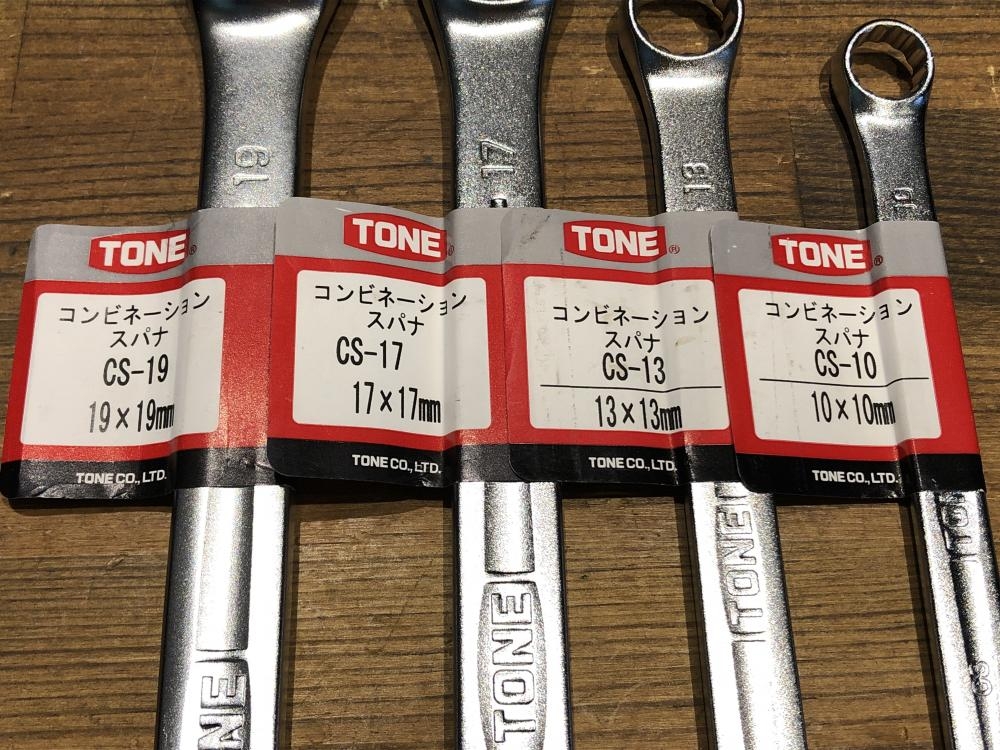 19
17
13
10
TONE®
コンビネーション
スパナ
CS-19
19×19mm
TONE CO., LTD.
TONE®
コンビネーション
スパナ
CS-17
17×17mm
TONE CO., LTD.
TONE®
コンビネーション
スパナ
CS-13
13×13mm
TONE CO., LTD.
TONE®
コンビネーション
スパナ
CS-10
10×10mm
TONE CO., LTD.
NE
TONE
TONE
TO
CS